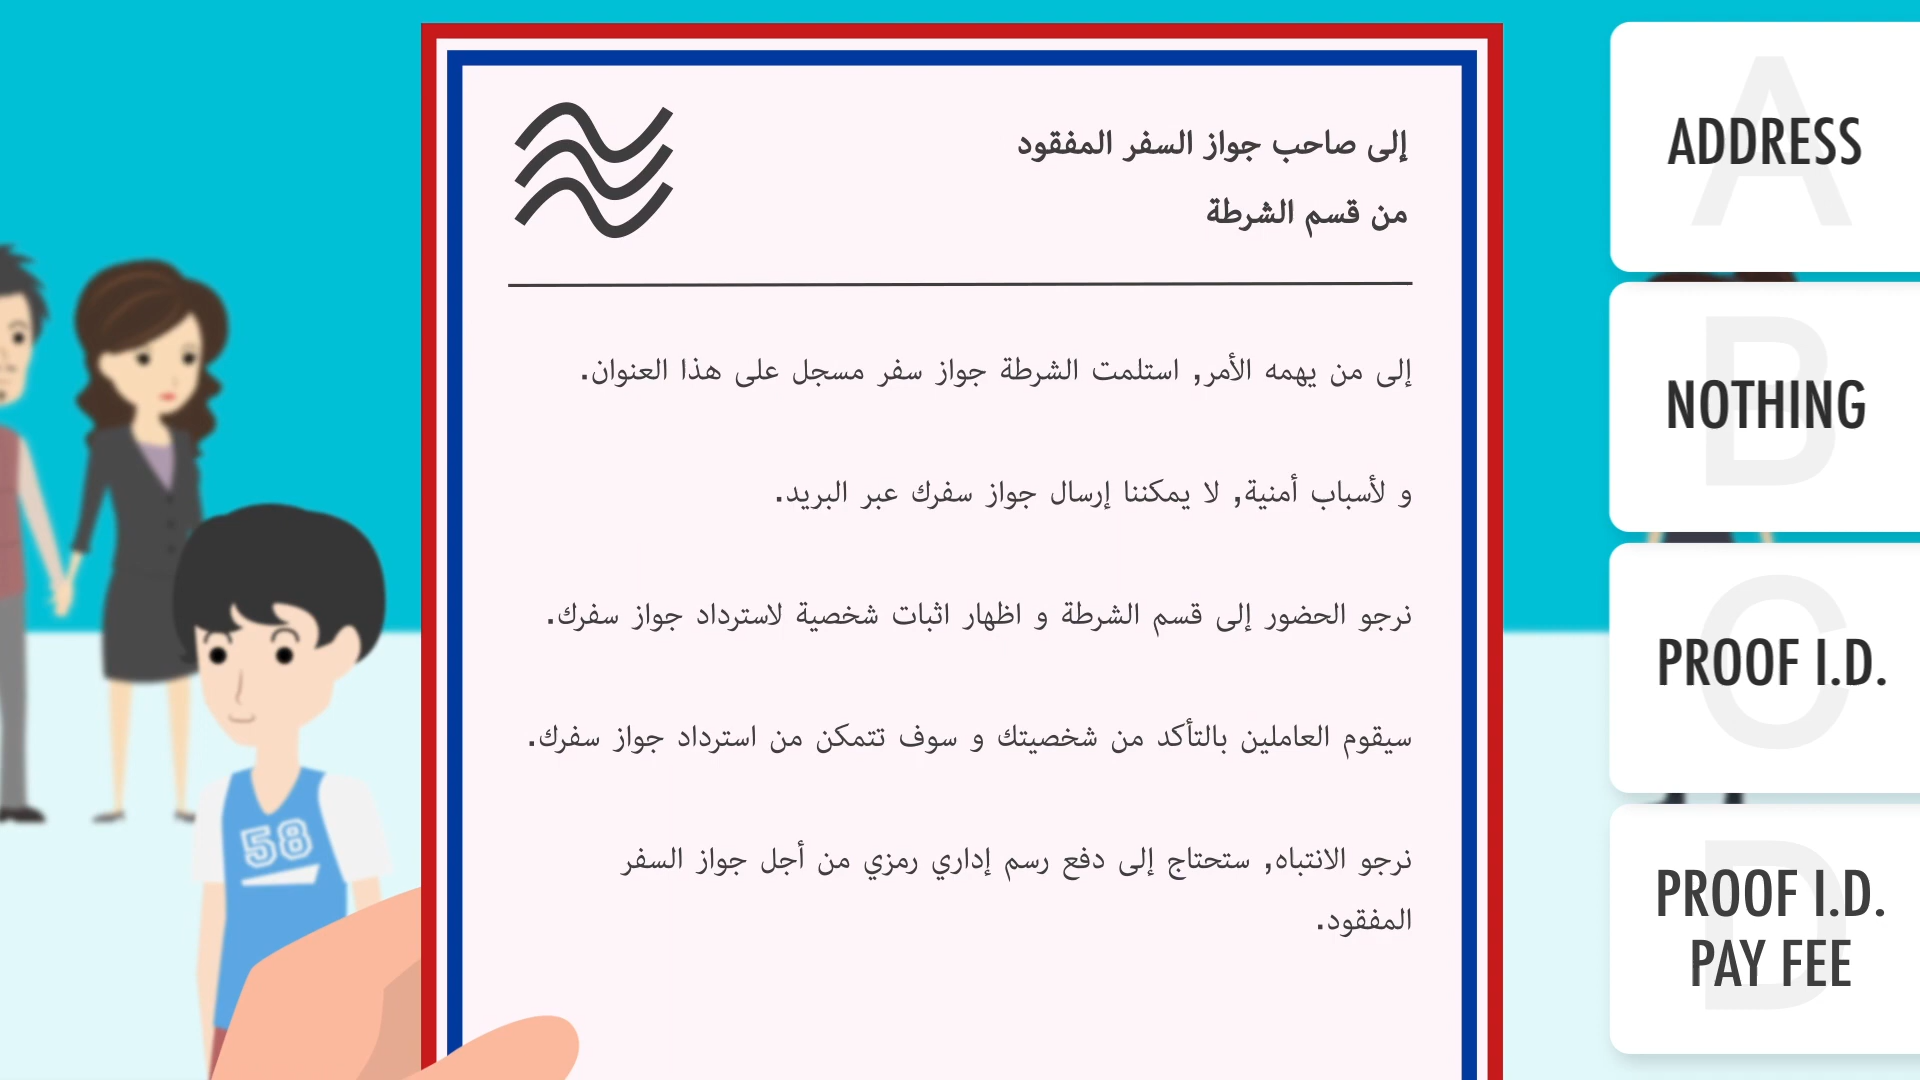 إلى صاحب جواز السفر المفقود
من قسم الشرطة
إلى من يهمه الأمر, استلمت الشرطة جواز سفر مسجل على هذا العنوان.
و لأسباب أمنية, لا يمكننا إرسال جواز سفرك عبر البريد.
نرجو الحضور إلى قسم الشرطة و اظهار اثبات شخصية لاسترداد جواز سفرك.
سيقوم العاملين بالتأكد من شخصيتك و سوف تتمكن من استرداد جواز سفرك.
نرجو الانتباه, ستحتاج إلى دفع رسم إداري رمزي من أجل جواز السفر
المفقود.
58
A
ADDRESS
B
NOTHING
C
PROOF I.D.
D
PROOF I.D.
PAY FEE